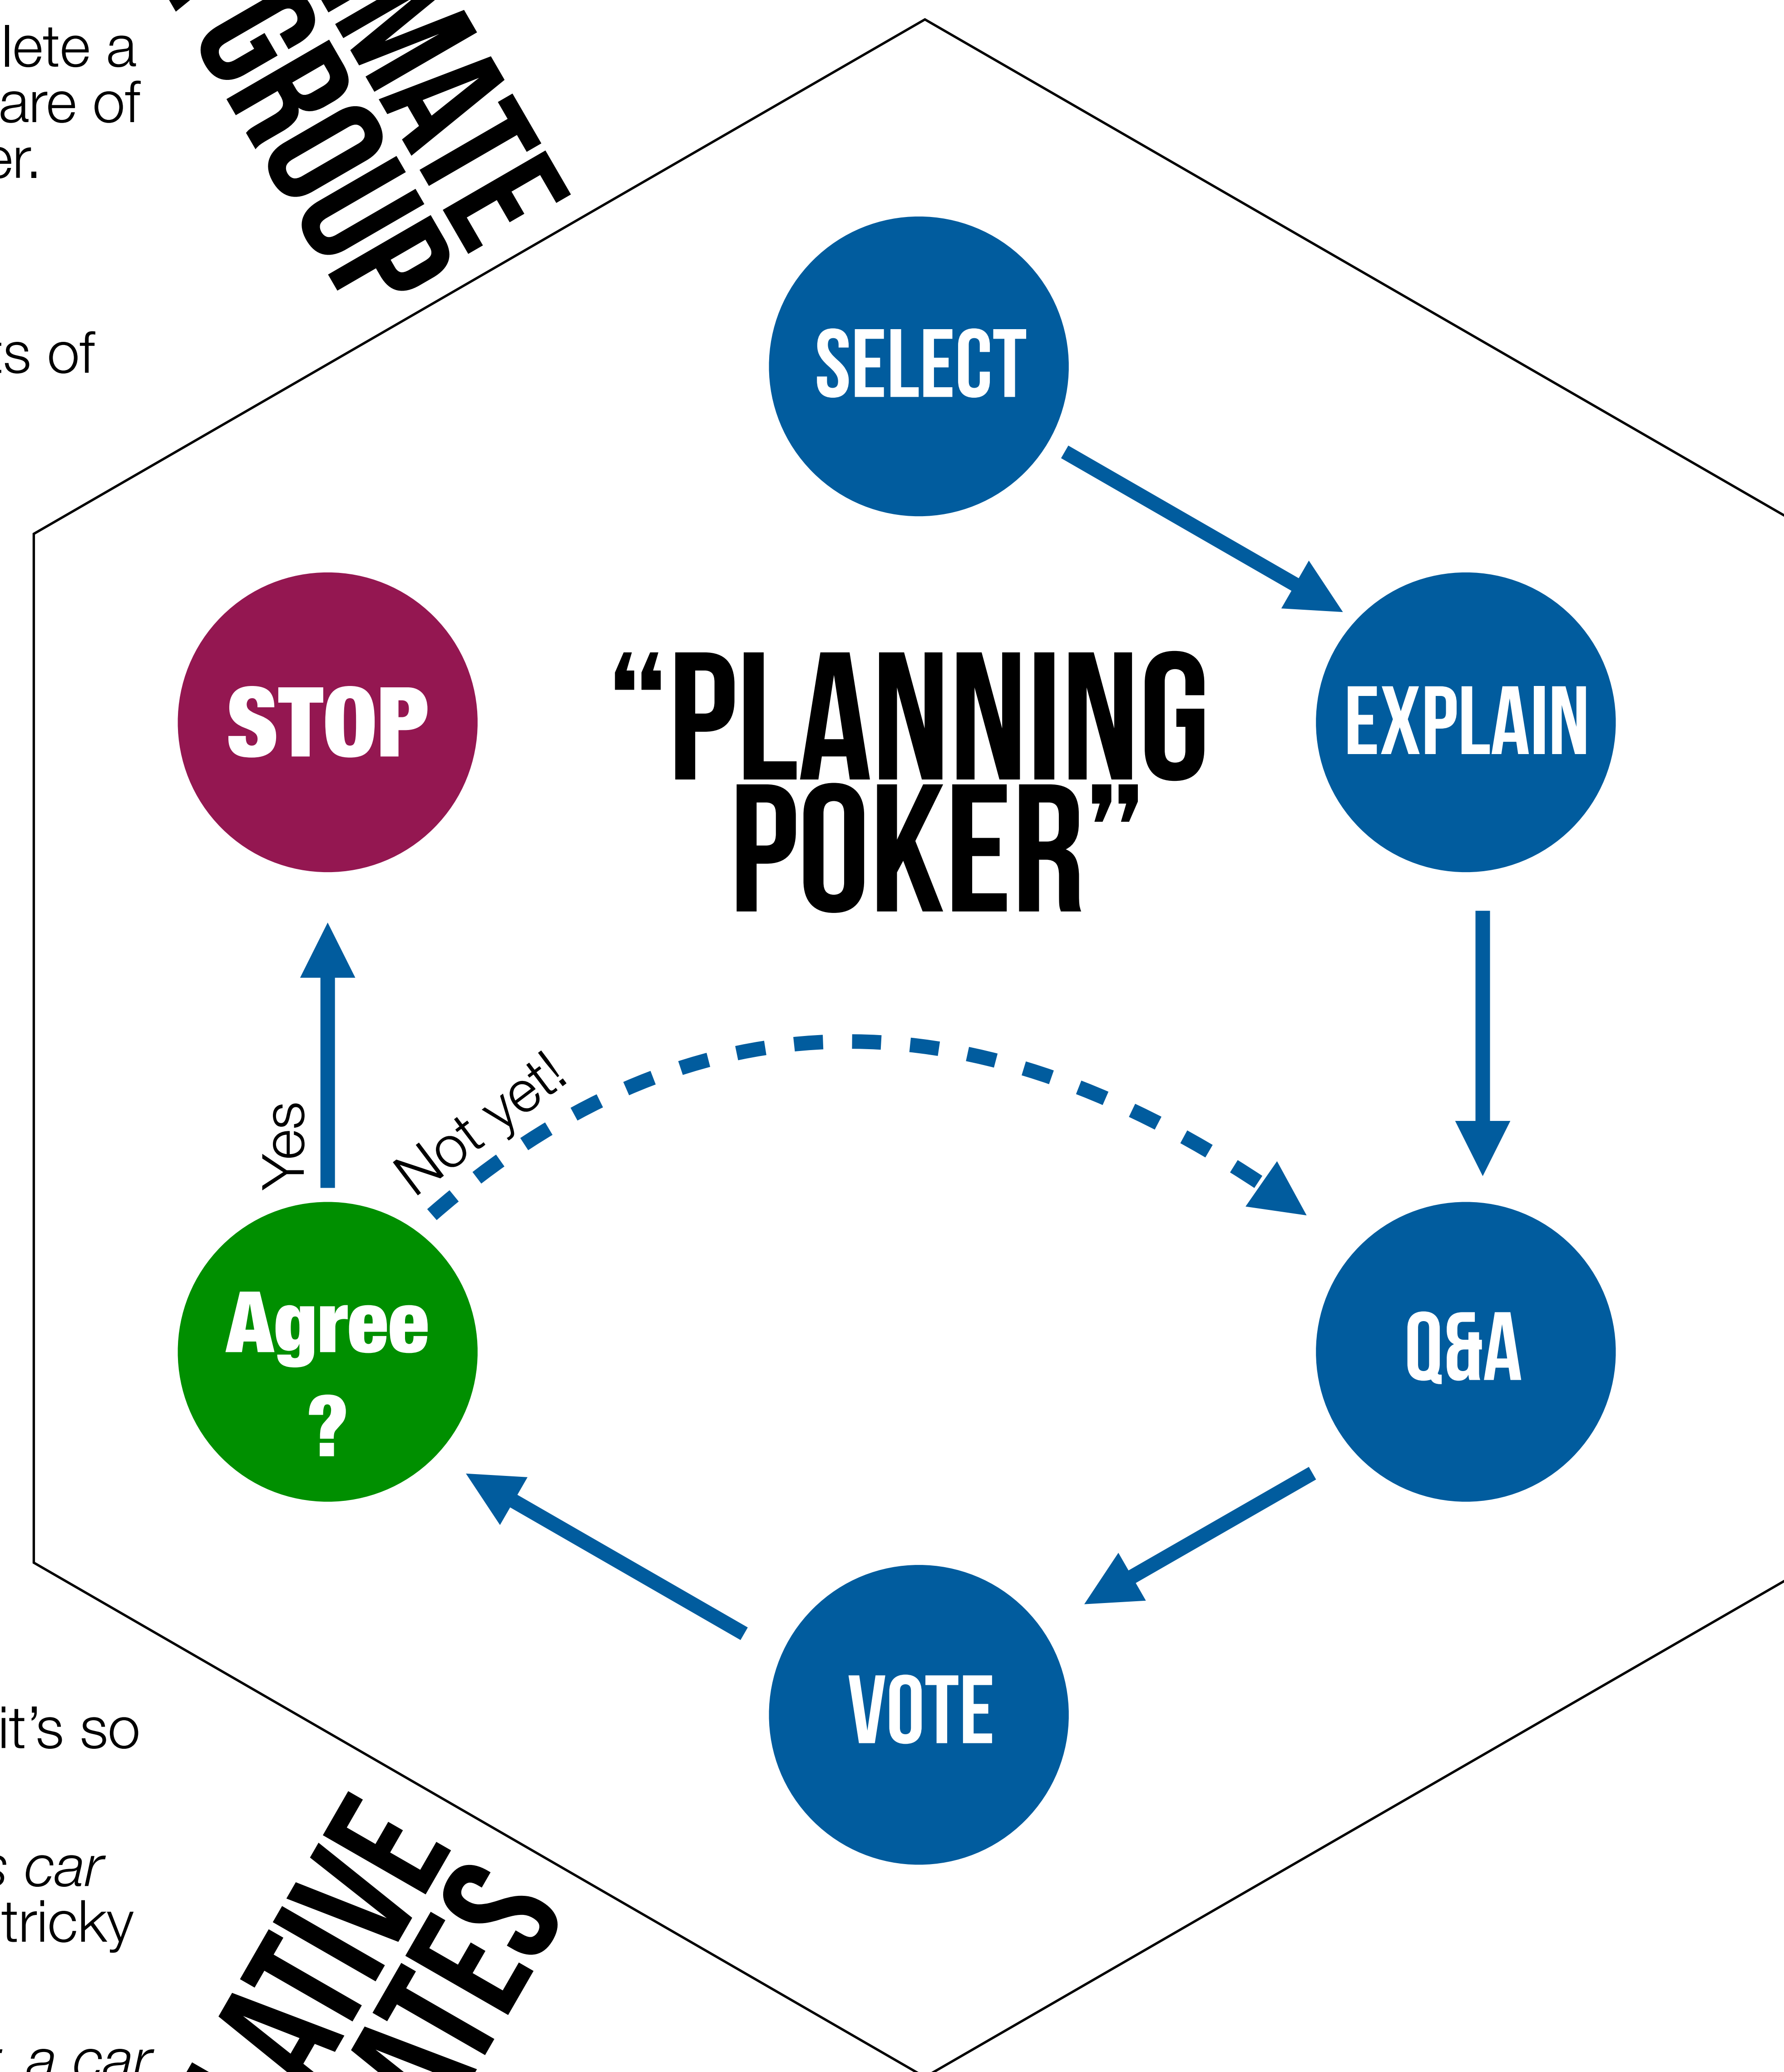 lete a
are of
er.
MATE
GROUP
ts of
SELECT
STOP
“PLANNING
POKER”
EXPLAIN
Yes
Not yet!
Agree
?
Q&A
VOTE
it’s so
s car
tricky
ATIVE
ATES
a car